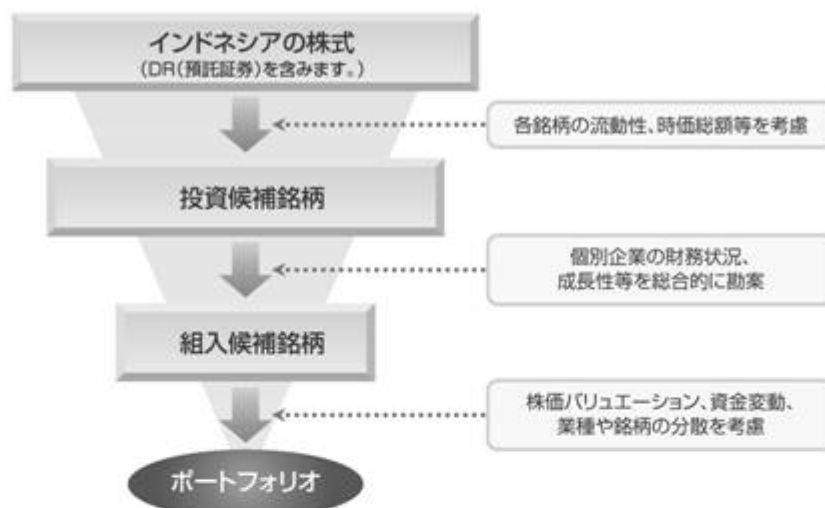 インドネシアの株式
(DR(預託証券)を含みます。)
各銘柄の流動性、時価総額等を考慮
投資候補銘柄
個別企業の財務状況、
成長性等を総合的に勘案
組入候補銘柄
株価バリュエーション、資金変動、
業種や銘柄の分散を考慮
ポートフォリオ